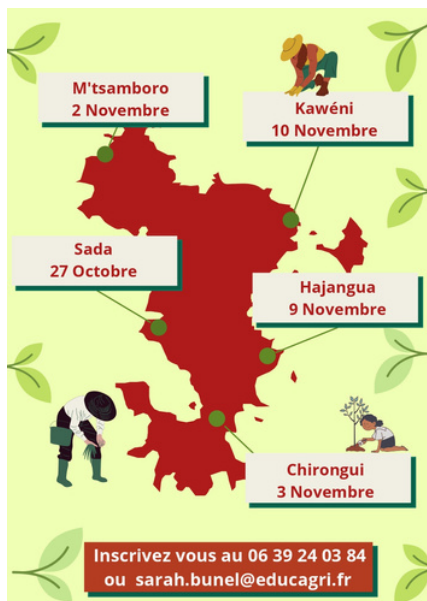 M'tsamboro
2 Novembre
Kawéni
10 Novembre
Sada
27 Octobre
Hajangua
9 Novembre
Chirongui
3 Novembre
Inscrivez vous au 06 39 24 03 84
ou sarah.bunel@educagri.fr